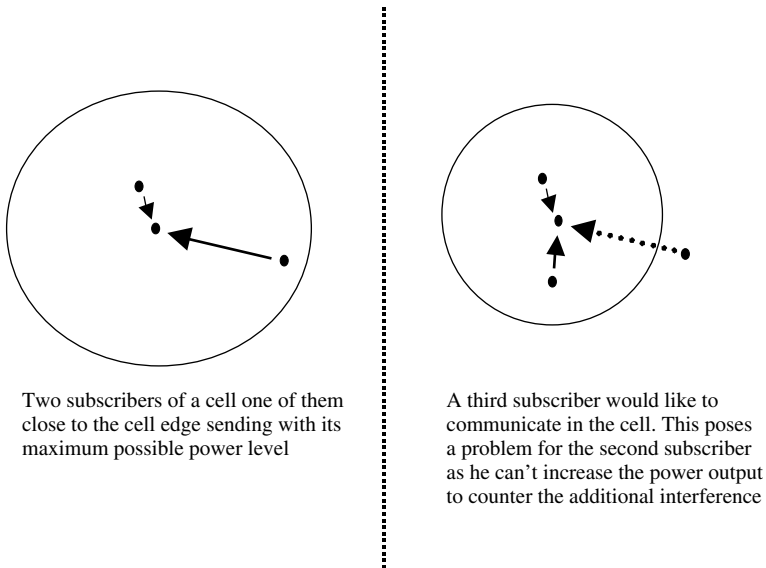 Two subscribers of a cell one of them
close to the cell edge sending with its
maximum possible power level
A third subscriber would like to
communicate in the cell. This poses
a problem for the second subscriber
as he can't increase the power output
to counter the additional interference